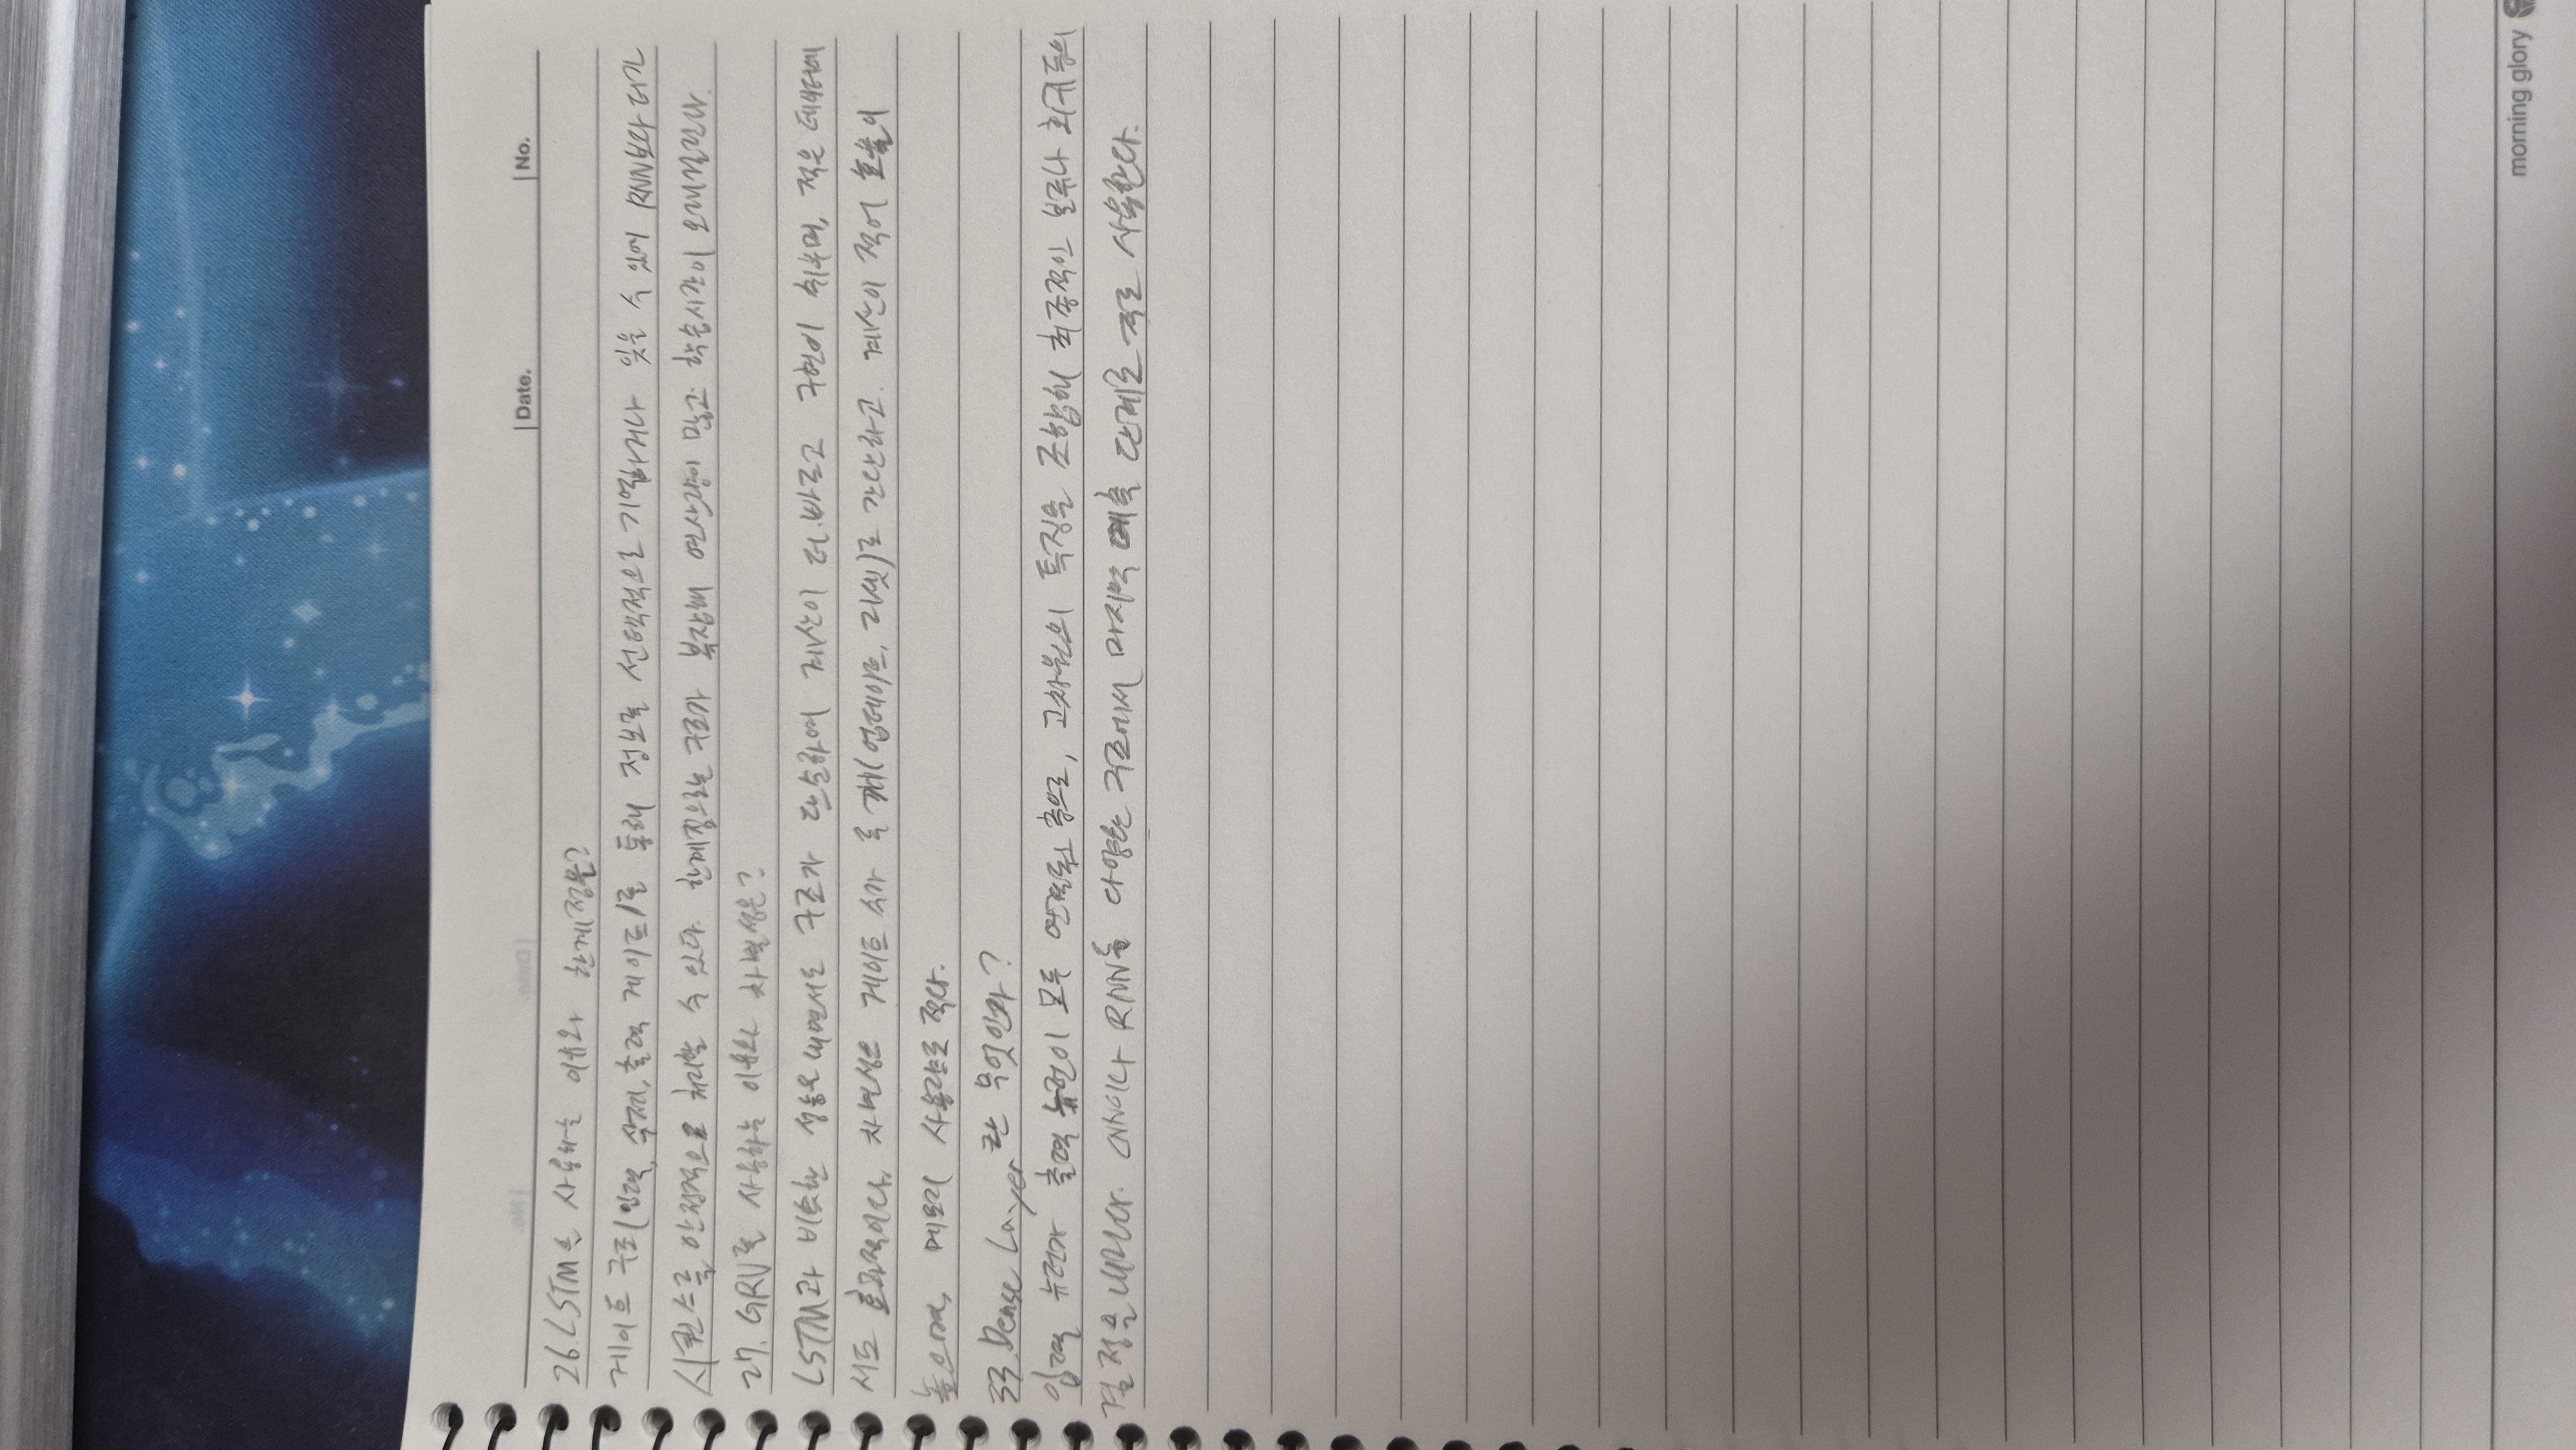 Date. No.
26. LSTM을 사용하는 이유와 한계점은?
게이트 구조(입력, 삭제, 출력 게이트)를 통해 정보를 선택적으로 기억하거나 잊을 수 있어 RNN보다 더 긴
시퀀스를 안정적으로 처리할 수 있다. 한계점으로는 구조가 복잡해 연산량이 많고 학습시간이 오래걸린다.
27. GRU를 사용하는 이유와 차별성은?
LSTM과 비슷한 성능을 내면서도 구조가 단순하여 계산이 더 빠르고 구현이 쉬우며, 적은 데이터에
서도 효과적이다. 차별성은 게이트 수가 두 개(업데이트, 리셋)로 간단하고. 계산이 적어 효율이
높으며, 메모리 사용량도 적다.
33. Dense Layer란 무엇인가?
입력 뉴런과 출력 뉴런이 모두 연결된 층으로, 고차원의 특징을 조합해 최종적인 분류나 회귀 등의
결정을 내린다. CNN이나 RNN등 다양한 구조에서 마지막 예측 단계로 주로 사용한다.
morning glory